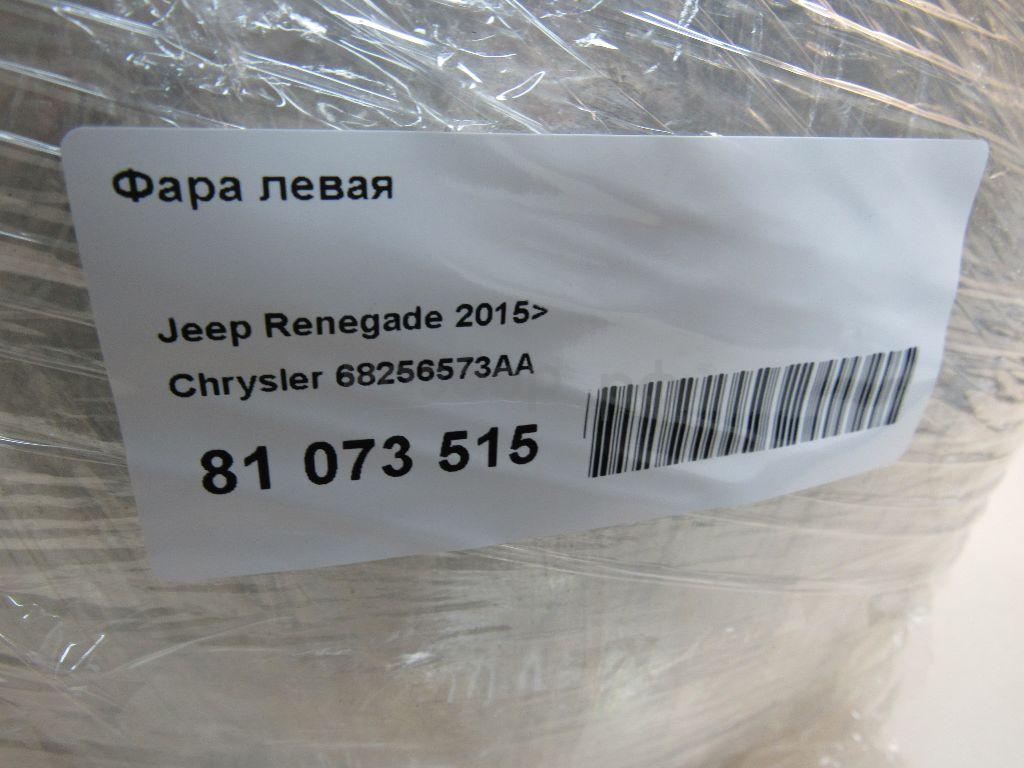 Фара левая
Jeep Renegade 2015>
Chrysler 68256573AA
81 073 515